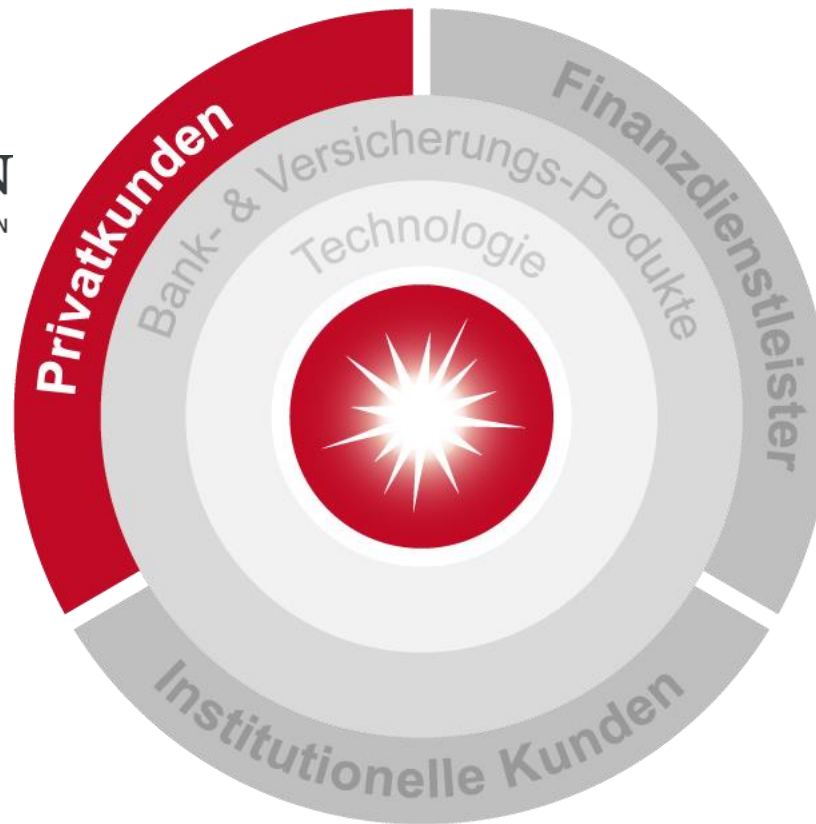 N
N
Privatkunden
Finanzdienstleister
Bank- & Versicherungs-Produkte
Technologie
Institutionelle Kunden